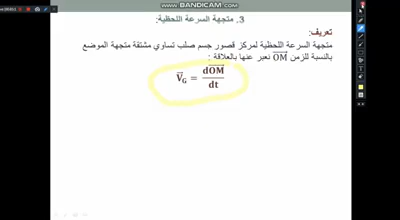 WWW.BANDICAM.COM
3. متجهة السرعة اللحظية:
تعريف:
متجهة السرعة اللحظية لمركز قصور جسم صلب تساوي مشتقة متجهة الموضع
بالنسبة للزمن OM⃗ نعبر عنها بالعلاقة :
V⃗G = dOM⃗ / dt